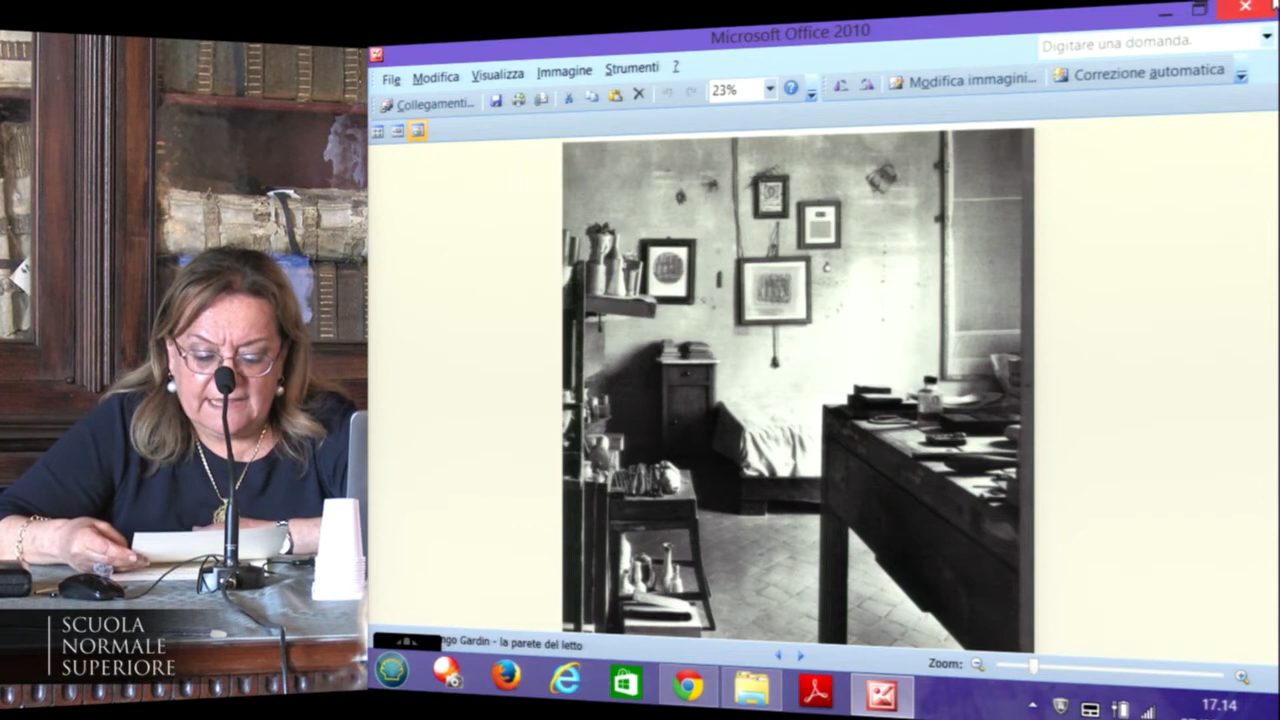 Microsoft Office 2010
Digitare una domanda.
File Modifica Visualizza Immagine Strumenti ?
Collegamenti... 23% Modifica immagini... Correzione automatica
ngo Gardin - la parete del letto
Zoom:
17.14
SCUOLA
NORMALE
SUPERIORE